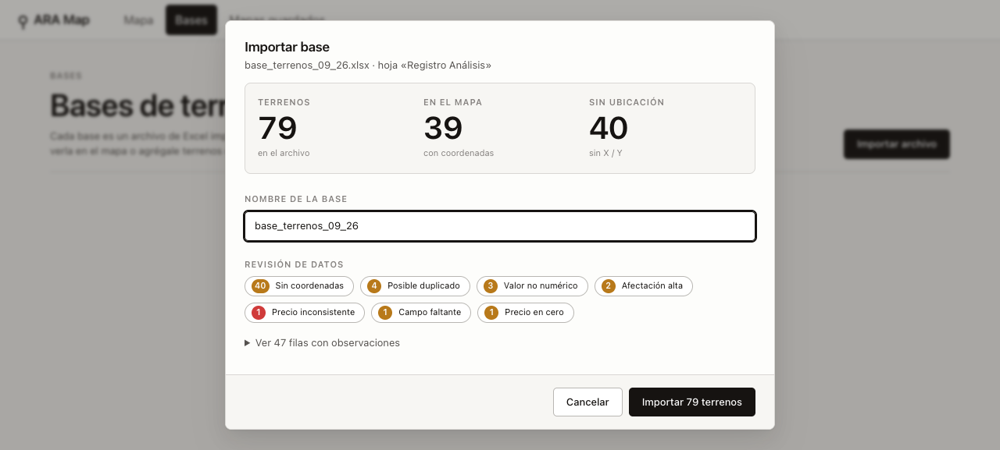 ARA Map
Mapa
Bases
Mapas guardados
Importar base
base_terrenos_09_26.xlsx · hoja «Registro Análisis»
BASES
Bases de terr
Cada base es un archivo de Excel imp
verla en el mapa o agrégale terrenos
Importar archivo
TERRENOS
79
en el archivo
EN EL MAPA
39
con coordenadas
SIN UBICACIÓN
40
sin X / Y
NOMBRE DE LA BASE
base_terrenos_09_26
REVISIÓN DE DATOS
40 Sin coordenadas
4 Posible duplicado
3 Valor no numérico
2 Afectación alta
1 Precio inconsistente
1 Campo faltante
1 Precio en cero
Ver 47 filas con observaciones
Cancelar
Importar 79 terrenos